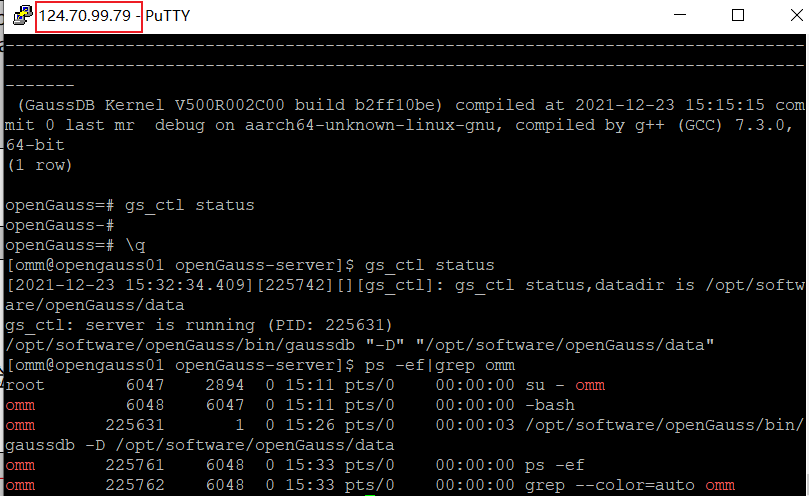 124.70.99.79 - PuTTY
--------------------------------------------------------------------------------
--------------------------------------------------------------------------------
-------
 (GaussDB Kernel V500R002C00 build b2ff10be) compiled at 2021-12-23 15:15:15 com
mit 0 last mr  debug on aarch64-unknown-linux-gnu, compiled by g++ (GCC) 7.3.0,
64-bit
(1 row)

openGauss=# gs_ctl status
openGauss-#
openGauss=# \q
[omm@opengauss01 openGauss-server]$ gs_ctl status
[2021-12-23 15:32:34.409][225742][][gs_ctl]: gs_ctl status,datadir is /opt/softw
are/openGauss/data
gs_ctl: server is running (PID: 225631)
/opt/software/openGauss/bin/gaussdb "-D" "/opt/software/openGauss/data"
[omm@opengauss01 openGauss-server]$ ps -ef|grep omm
root        6047    2894  0 15:11 pts/0    00:00:00 su - omm
omm         6048    6047  0 15:11 pts/0    00:00:00 -bash
omm       225631       1  0 15:26 pts/0    00:00:03 /opt/software/openGauss/bin/
gaussdb -D /opt/software/openGauss/data
omm       225761    6048  0 15:33 pts/0    00:00:00 ps -ef
omm       225762    6048  0 15:33 pts/0    00:00:00 grep --color=auto omm